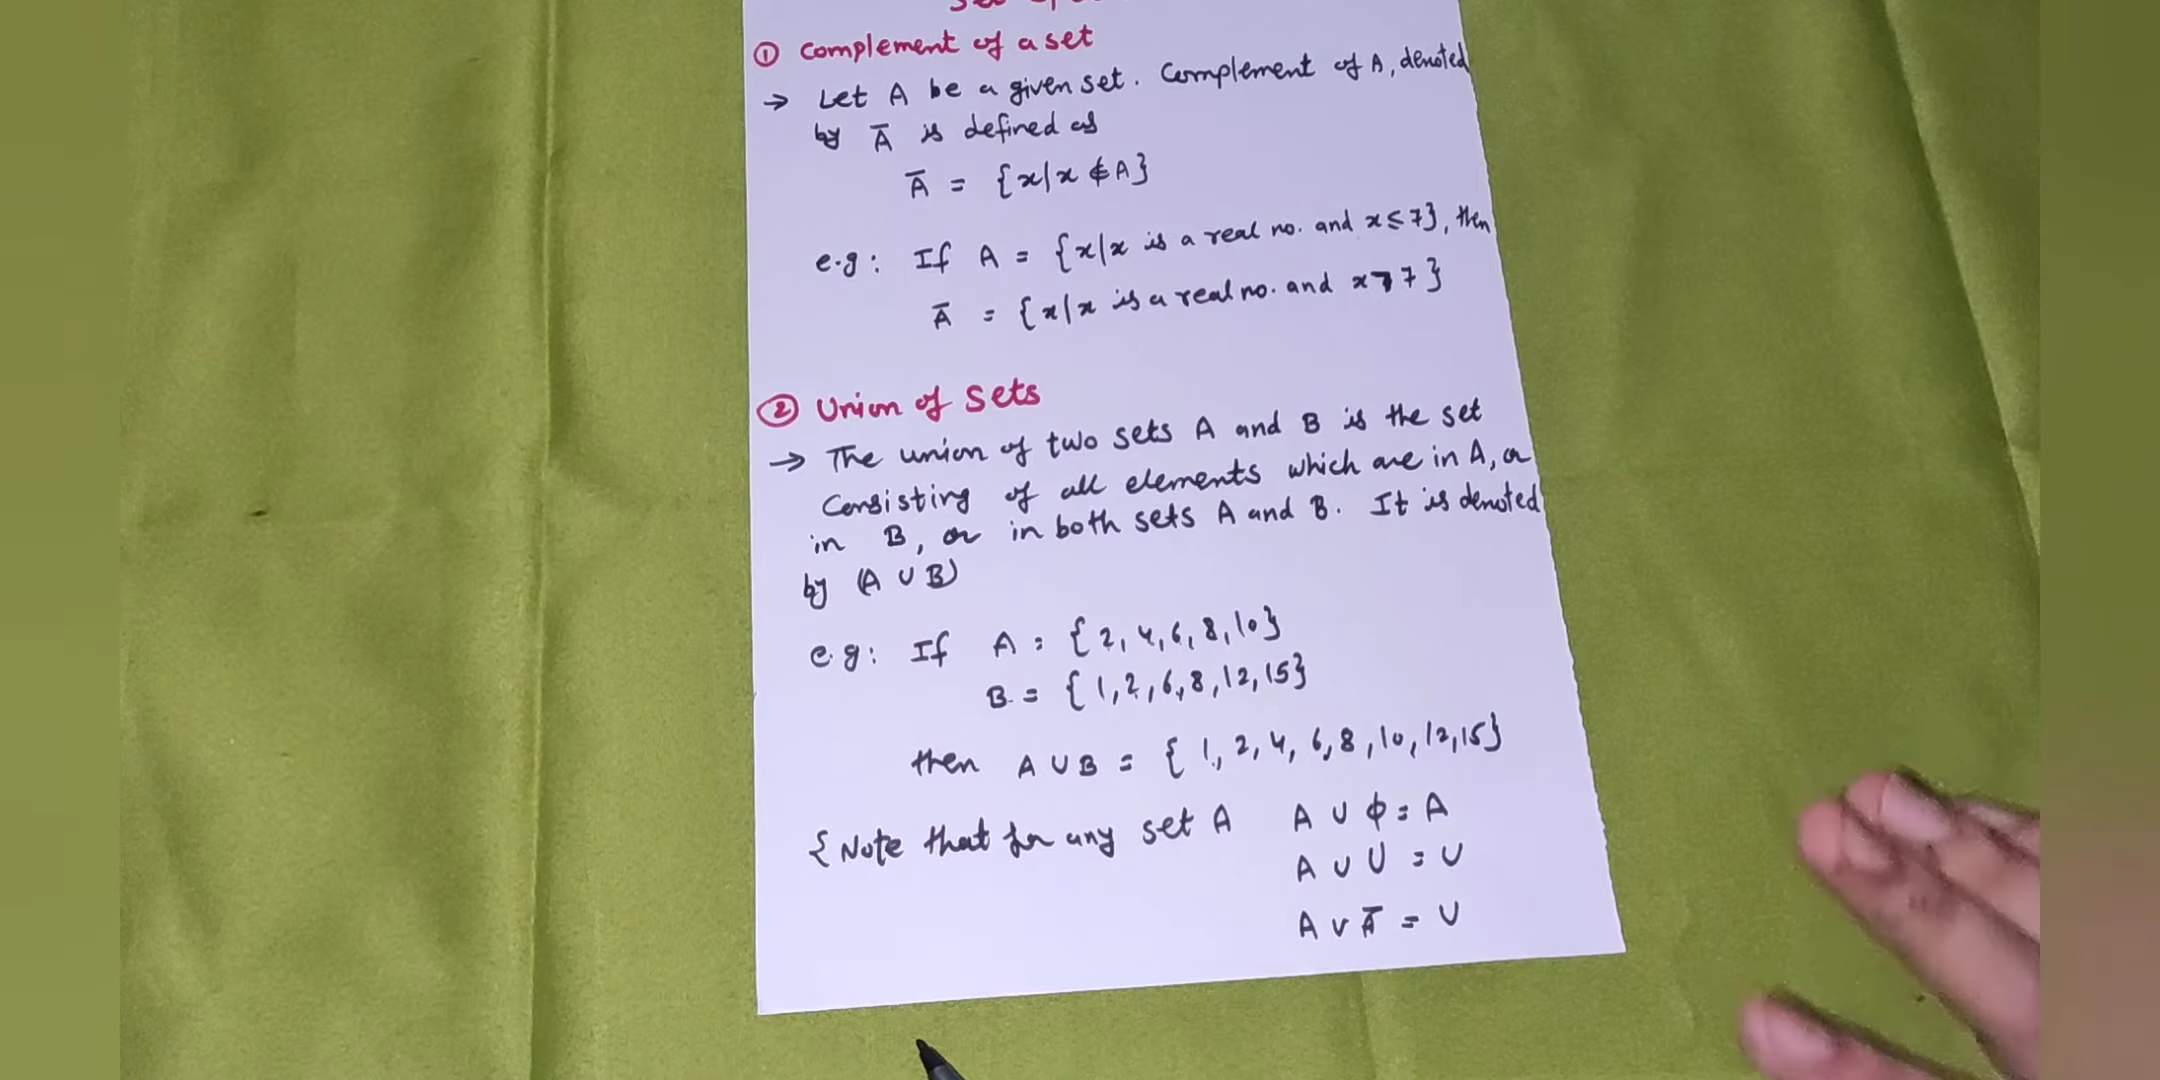 ① Complement of a set
→ Let A be a given set. Complement of A, denoted
by A̅ is defined as
A̅ = {x|x ∉ A}
e.g: If A = {x|x is a real no. and x ≤ 7}, then
A̅ = {x|x is a real no. and x > 7}
② Union of Sets
→ The union of two sets A and B is the set
Consisting of all elements which are in A, or
in B, or in both sets A and B. It is denoted
by (A ∪ B)
e.g: If A = {2, 4, 6, 8, 10}
B = {1, 2, 6, 8, 12, 15}
then A ∪ B = {1, 2, 4, 6, 8, 10, 12, 15}
{Note that for any set A A ∪ ϕ = A
A ∪ U = U
A ∪ A̅ = U